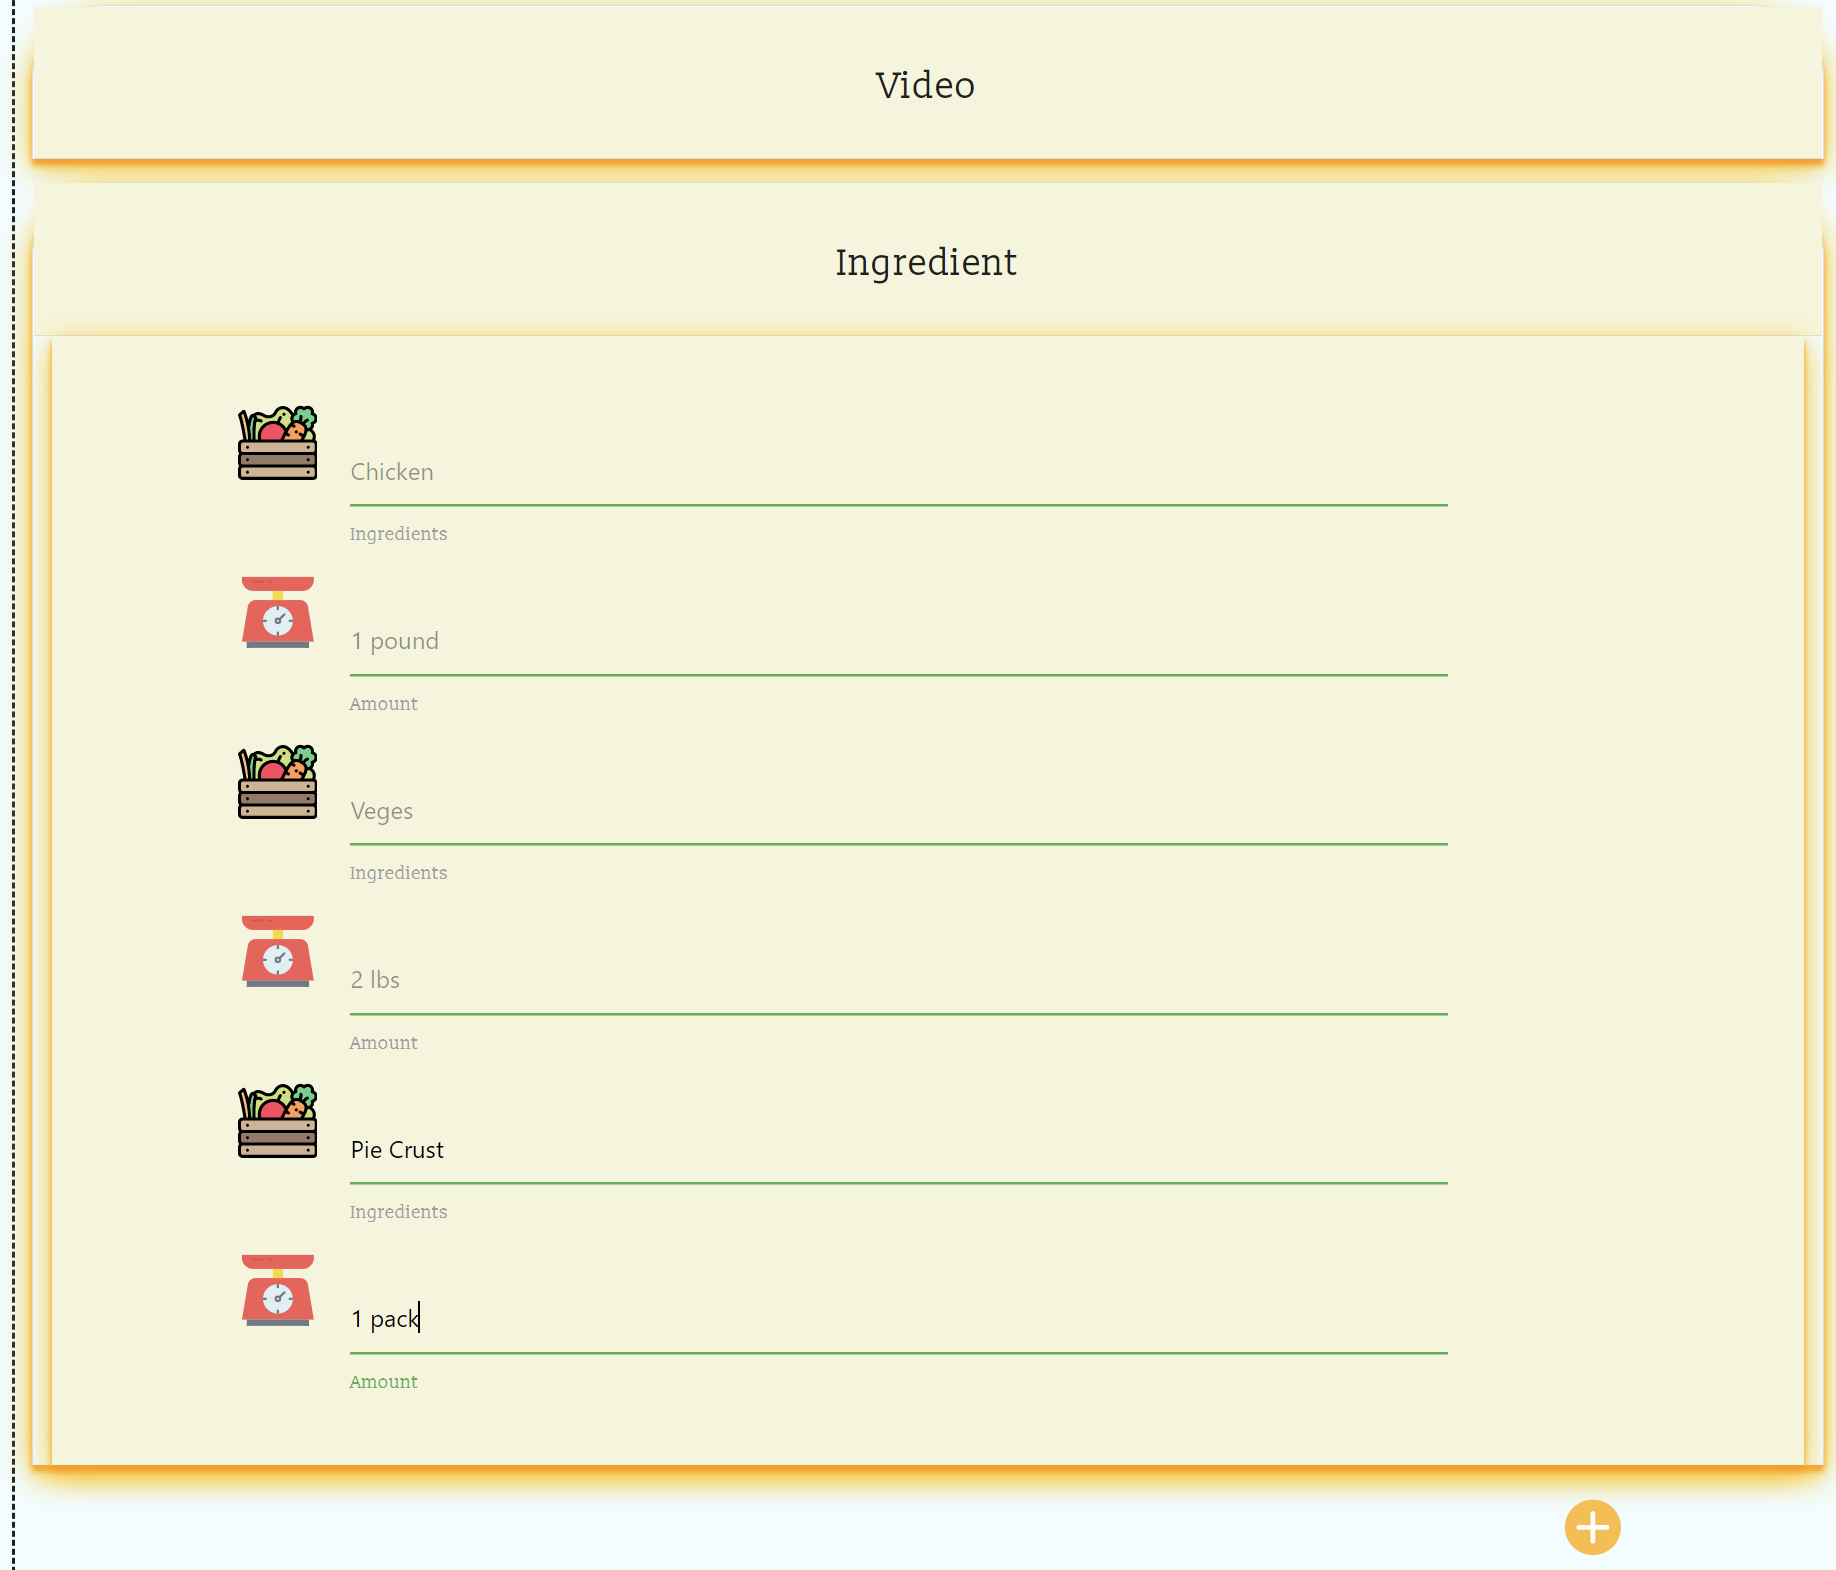 Video
Ingredient
Chicken
Ingredients
1 pound
Amount
Veges
Ingredients
2 lbs
Amount
Pie Crust
Ingredients
1 pack
Amount